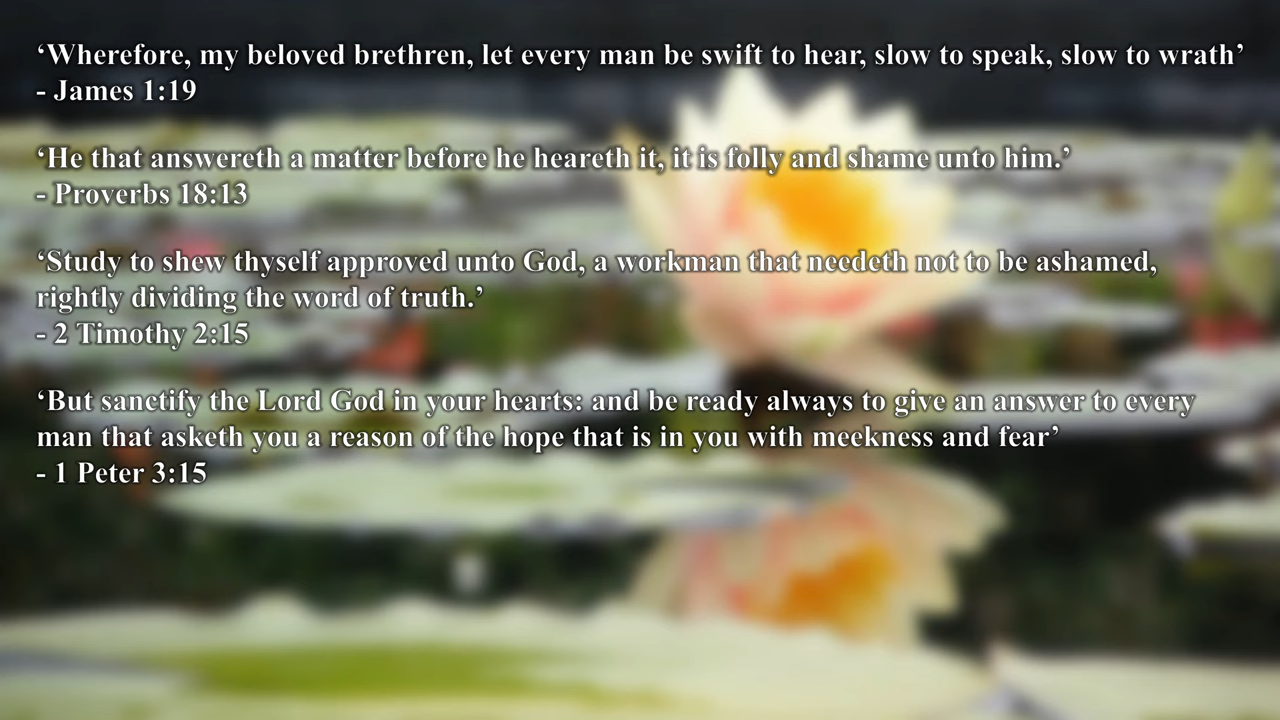 ‘Wherefore, my beloved brethren, let every man be swift to hear, slow to speak, slow to wrath’
- James 1:19
‘He that answereth a matter before he heareth it, it is folly and shame unto him.’
- Proverbs 18:13
‘Study to shew thyself approved unto God, a workman that needeth not to be ashamed,
rightly dividing the word of truth.’
- 2 Timothy 2:15
‘But sanctify the Lord God in your hearts: and be ready always to give an answer to every
man that asketh you a reason of the hope that is in you with meekness and fear’
- 1 Peter 3:15